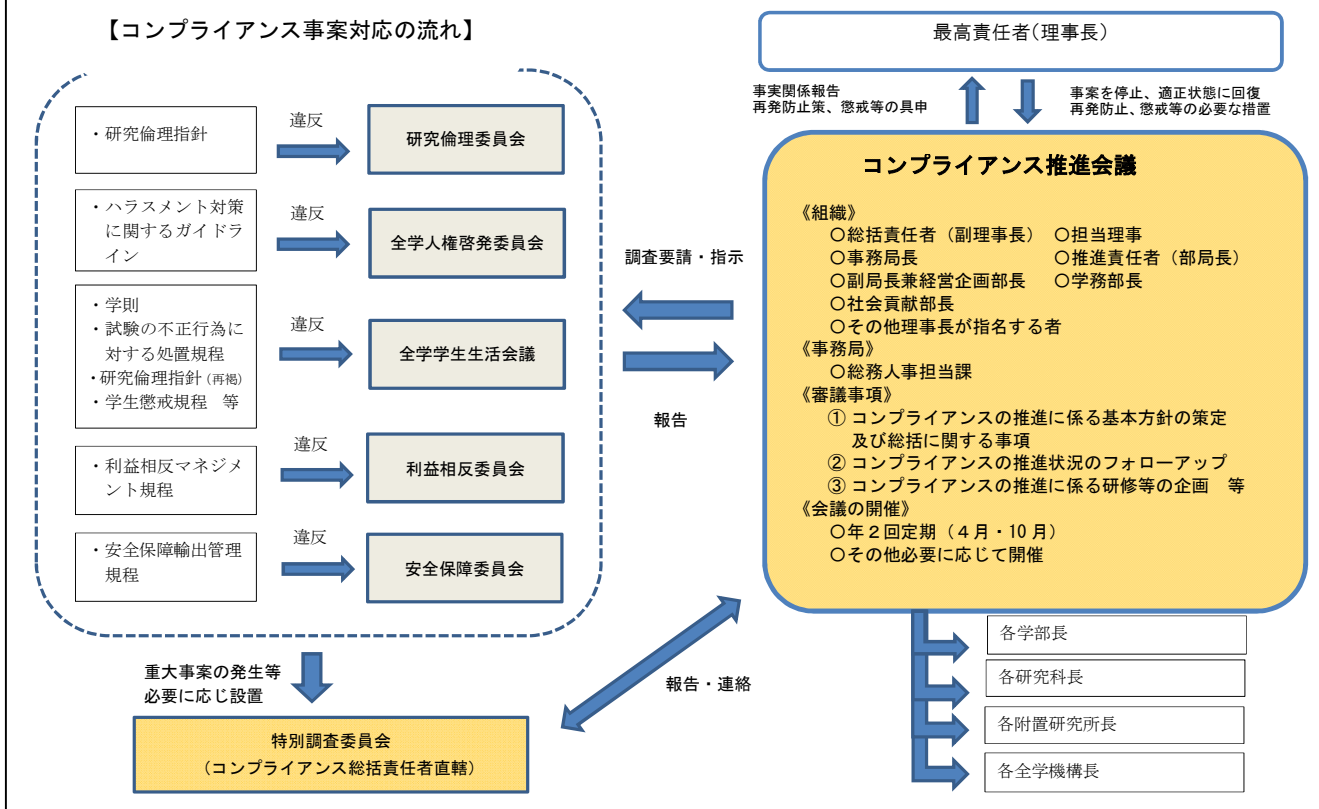 【コンプライアンス事案対応の流れ】
・研究倫理指針
違反
研究倫理委員会
・ハラスメント対策
に関するガイドラ
イン
違反
全学人権啓発委員会
・学則
・試験の不正行為に
対する処置規程
・研究倫理指針(再掲)
・学生懲戒規程　等
違反
全学学生生活会議
・利益相反マネジメ
ント規程
違反
利益相反委員会
・安全保障輸出管理
規程
違反
安全保障委員会
重大事案の発生等
必要に応じ設置
特別調査委員会
（コンプライアンス総括責任者直轄）
調査要請・指示
報告
報告・連絡
最高責任者(理事長)
事実関係報告
再発防止策、懲戒等の具申
事案を停止、適正状態に回復
再発防止、懲戒等の必要な措置
コンプライアンス推進会議
《組織》
○総括責任者（副理事長）　○担当理事
○事務局長　○推進責任者（部局長）
○副局長兼経営企画部長　○学務部長
○社会貢献部長
○その他理事長が指名する者
《事務局》
○総務人事担当課
《審議事項》
① コンプライアンスの推進に係る基本方針の策定
及び総括に関する事項
② コンプライアンスの推進状況のフォローアップ
③ コンプライアンスの推進に係る研修等の企画　等
《会議の開催》
○年２回定期（４月・10月）
○その他必要に応じて開催
各学部長
各研究科長
各附置研究所長
各全学機構長